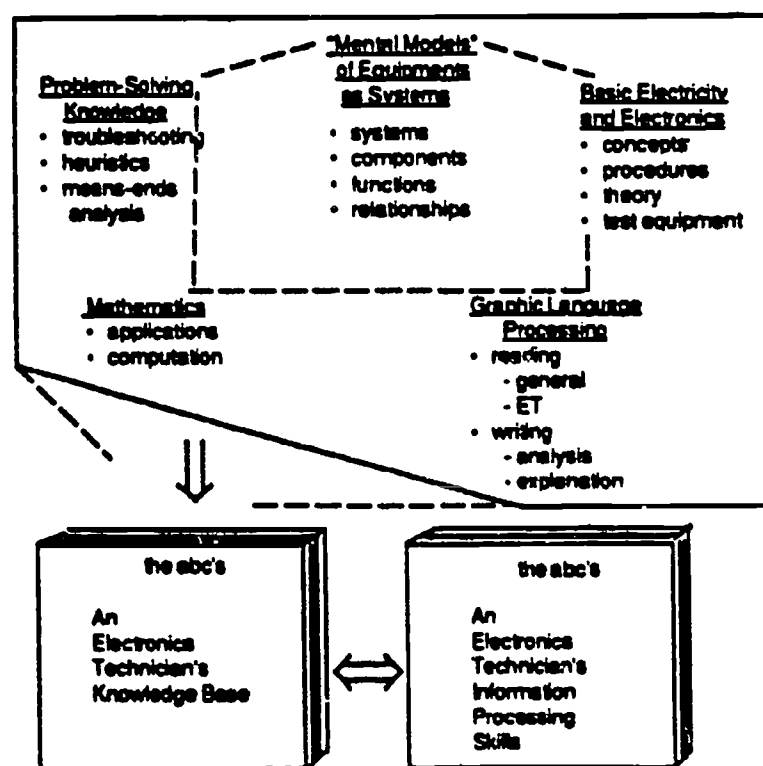 "Mental Models"
of Equipments
as Systems
• systems
• components
• functions
• relationships
Problem-Solving
Knowledge
• troubleshooting
• heuristics
• means-ends
analysis
Basic Electricity
and Electronics
• concepts
• procedures
• theory
• test equipment
Mathematics
• applications
• computation
Graphic Language
Processing
• reading
- general
- ET
• writing
- analysis
- explanation
the abc's
An
Electronics
Technician's
Knowledge Base
the abc's
An
Electronics
Technician's
Information
Processing
Skills